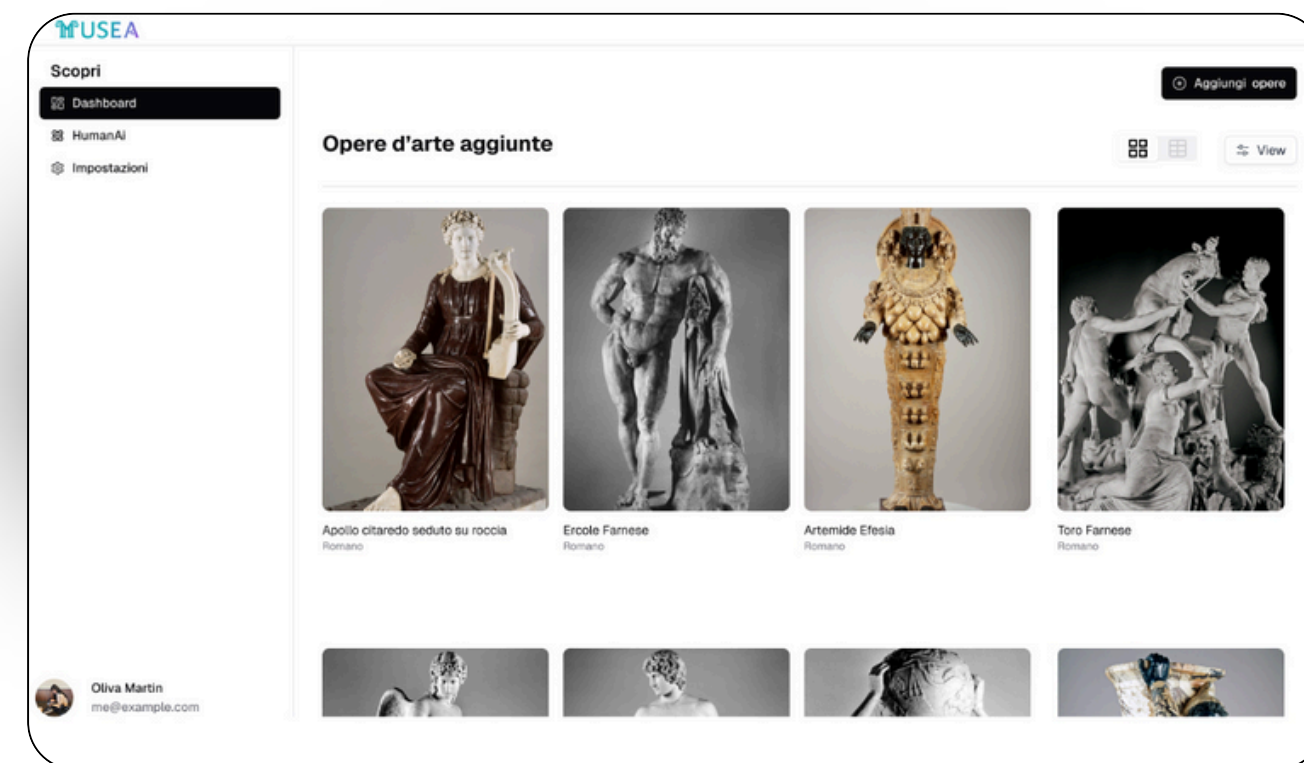 MUSEA
Scopri
Dashboard
HumanAi
Impostazioni
Aggiungi opere
Opere d’arte aggiunte
View
Apollo citaredo seduto su roccia
Romano
Ercole Farnese
Romano
Artemide Efesia
Romano
Toro Farnese
Romano
Oliva Martin
me@example.com